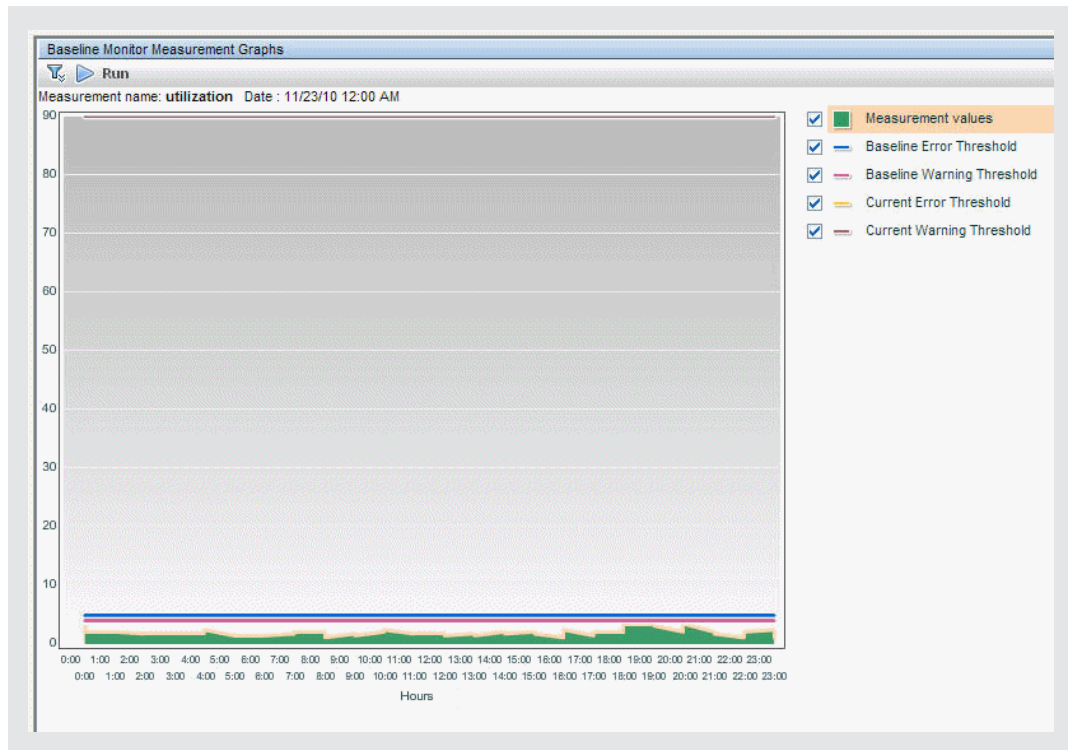 Baseline Monitor Measurement Graphs
Run
Measurement name: utilization Date : 11/23/10 12:00 AM
90
80
70
60
50
40
30
20
10
0
Measurement values
Baseline Error Threshold
Baseline Warning Threshold
Current Error Threshold
Current Warning Threshold
0:00 1:00 2:00 3:00 4:00 5:00 6:00 7:00 8:00 9:00 10:00 11:00 12:00 13:00 14:00 15:00 16:00 17:00 18:00 19:00 20:00 21:00 22:00 23:00
0:00 1:00 2:00 3:00 4:00 5:00 6:00 7:00 8:00 9:00 10:00 11:00 12:00 13:00 14:00 15:00 16:00 17:00 18:00 19:00 20:00 21:00 22:00 23:00
Hours